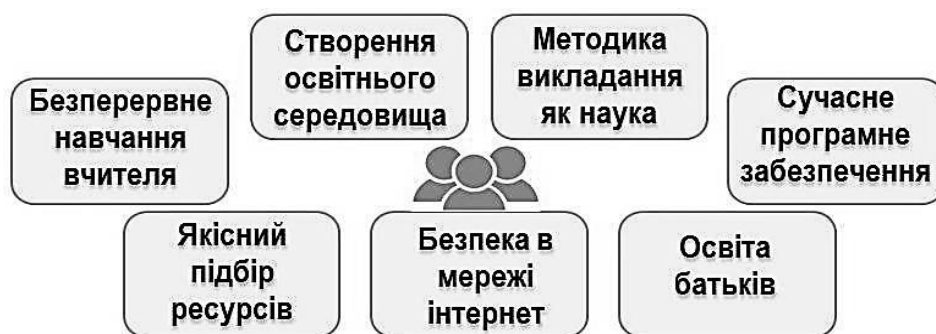 Створення
освітнього
середовища
Методика
викладання
як наука
Безперервне
навчання
вчителя
Сучасне
програмне
забезпечення
Якісний
підбір
ресурсів
Безпека в
мережі
інтернет
Освіта
батьків